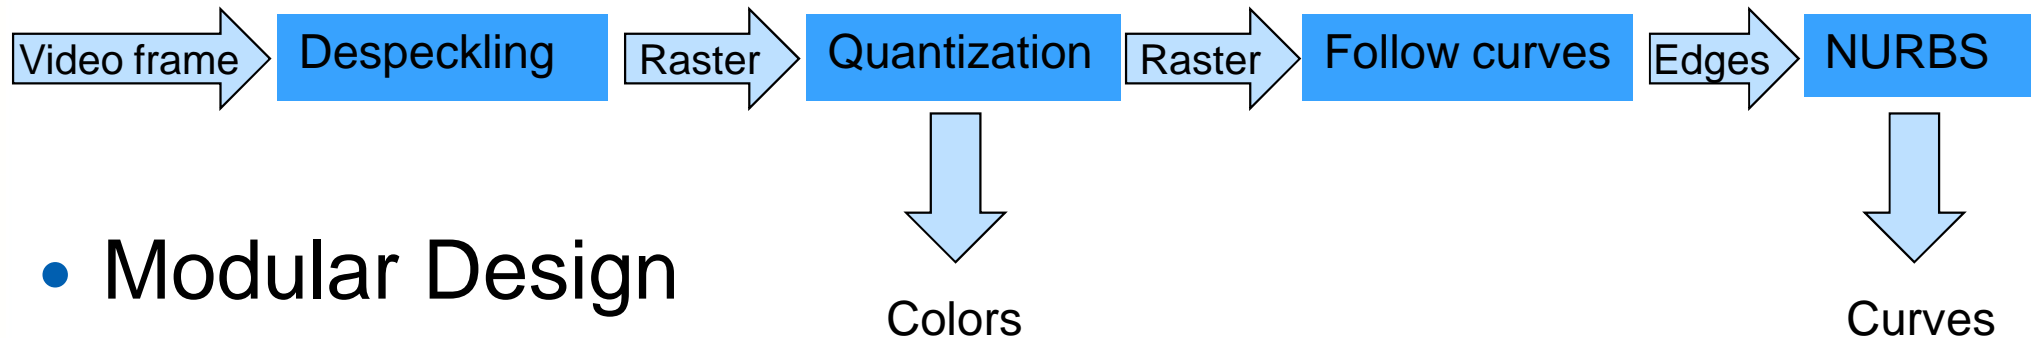 Video frame Despeckling Raster Quantization Raster Follow curves Edges NURBS
• Modular Design
Colors Curves